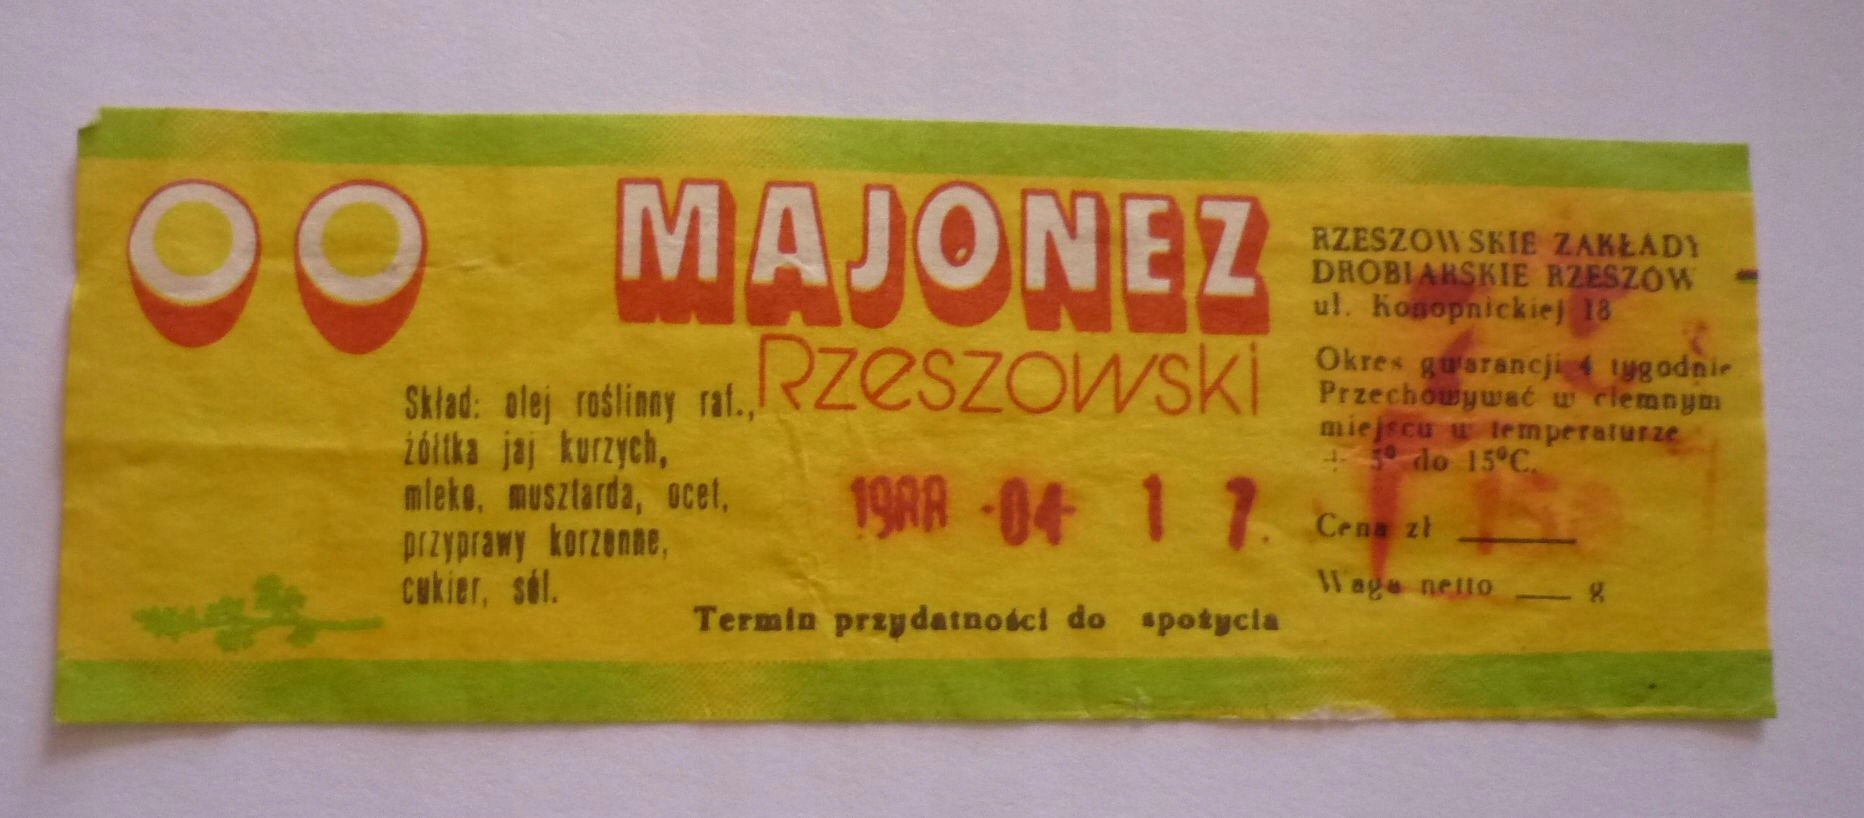 MAJONEZ
Rzeszowski
Skład: olej roślinny raf.,
żółtka jaj kurzych,
mleko, musztarda, ocet,
przyprawy korzenne,
cukier, sól.
1988 -04- 1 7.
Termin przydatności do spożycia
RZESZOWSKIE ZAKŁADY
DROBIARSKIE RZESZÓW
ul. Konopnickiej 18
Okres gwarancji 4 tygodnie
Przechowywać w ciemnym
miejscu w temperaturze
+ 5° do 15°C.
Cena zł ______
Waga netto ___ g